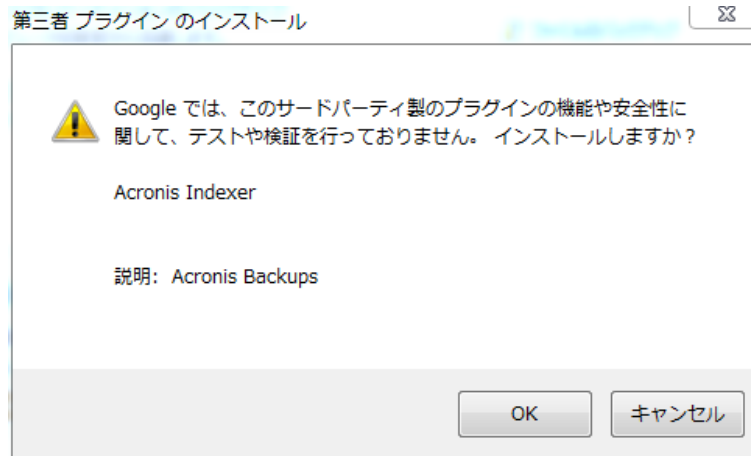 第三者 プラグイン のインストール
Google では、このサードパーティ製のプラグインの機能や安全性に
関して、テストや検証を行っておりません。 インストールしますか？
Acronis Indexer
説明: Acronis Backups
OK
キャンセル